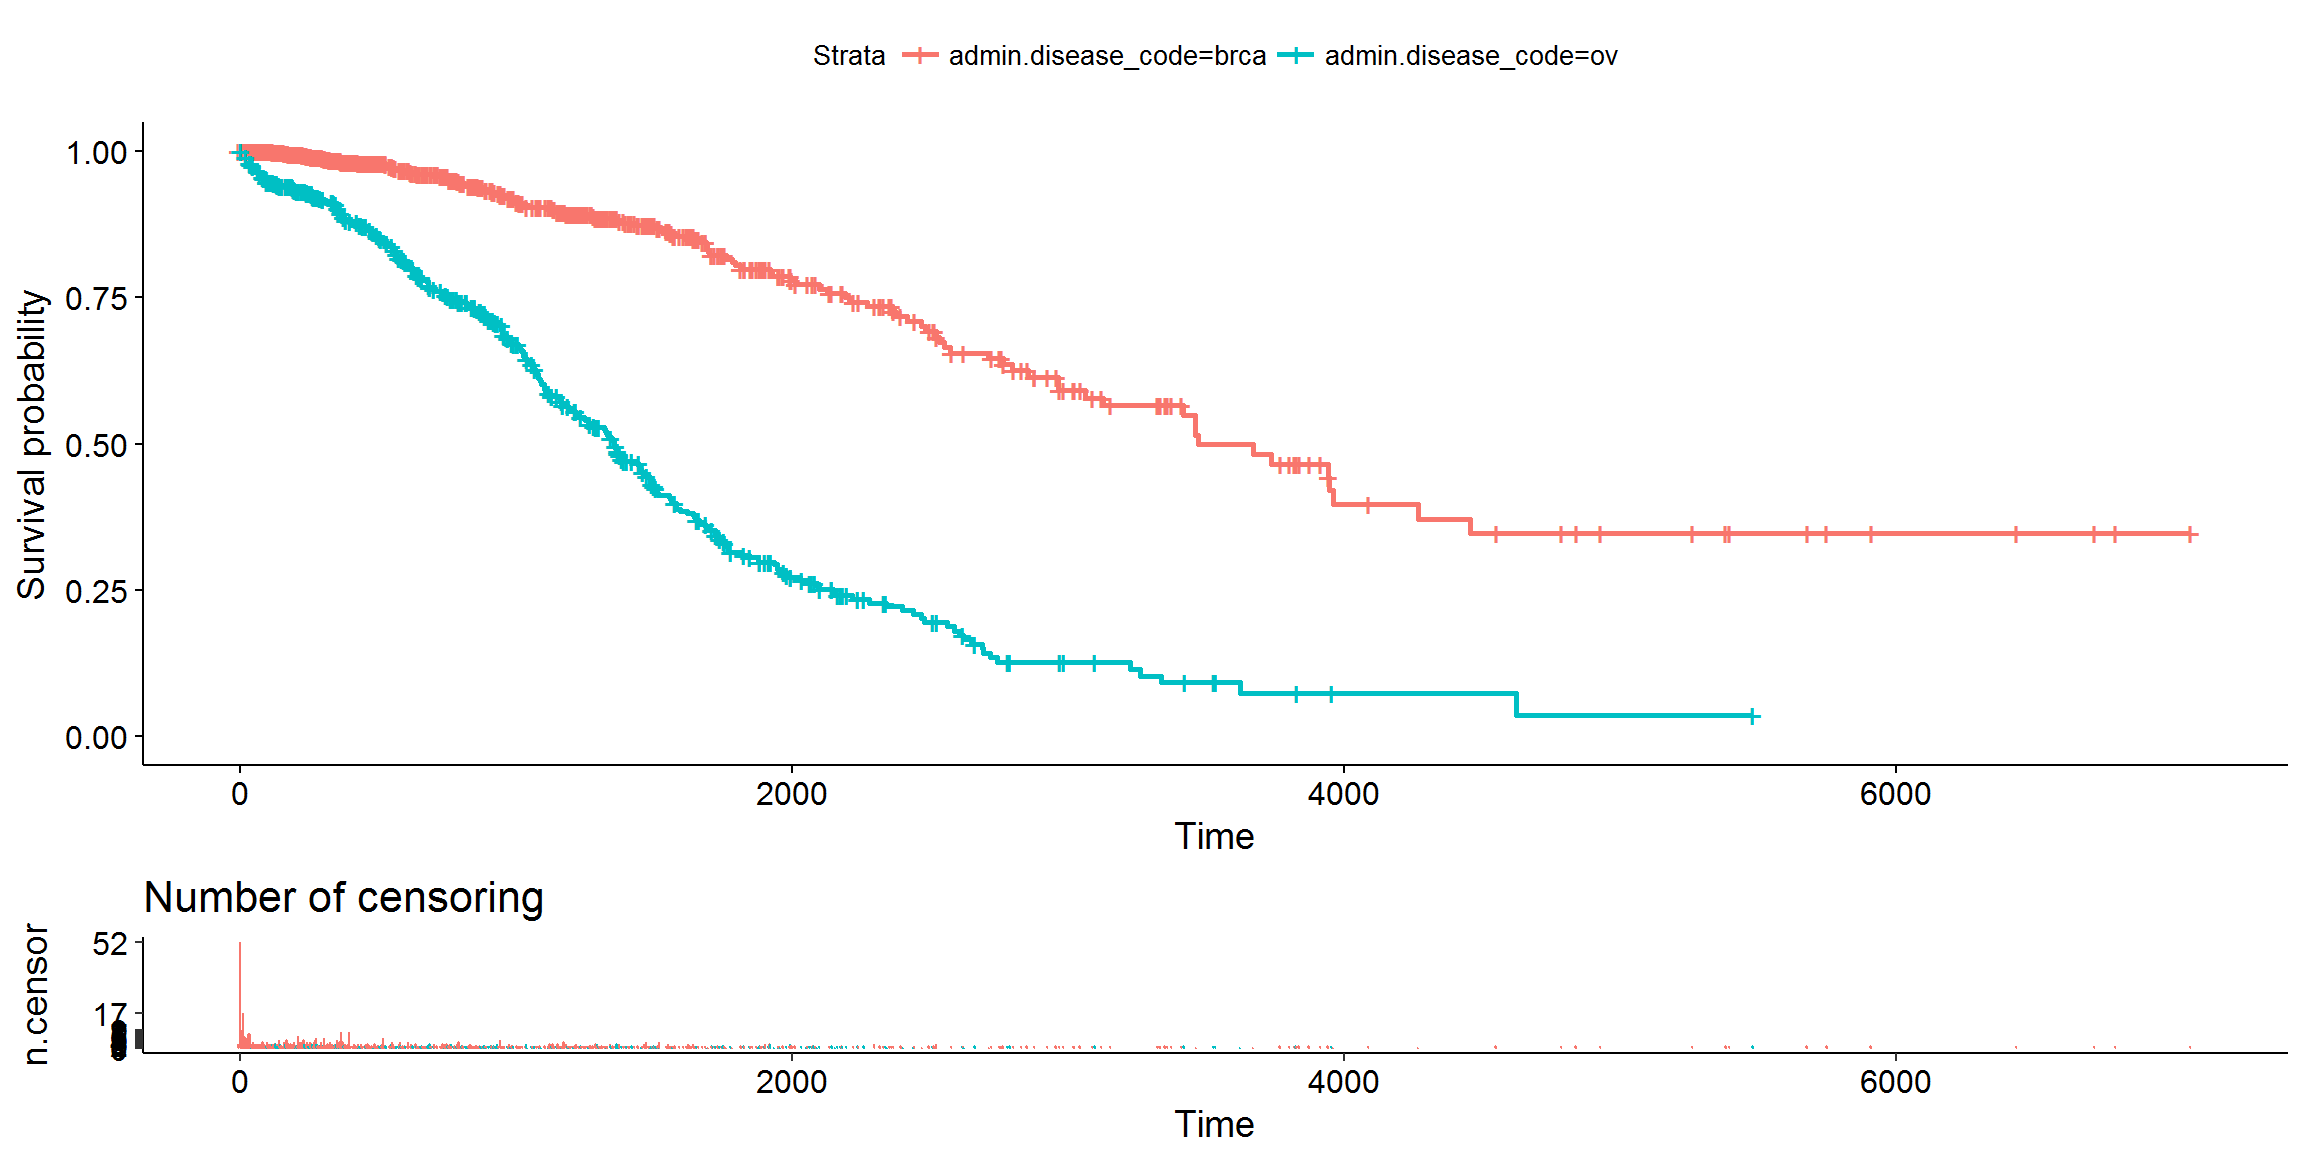 Strata admin.disease_code=brca admin.disease_code=ov
Survival probability
1.00
0.75
0.50
0.25
0.00
0 2000 4000 6000
Time
Number of censoring
n.censor
52
17
0 2000 4000 6000
Time